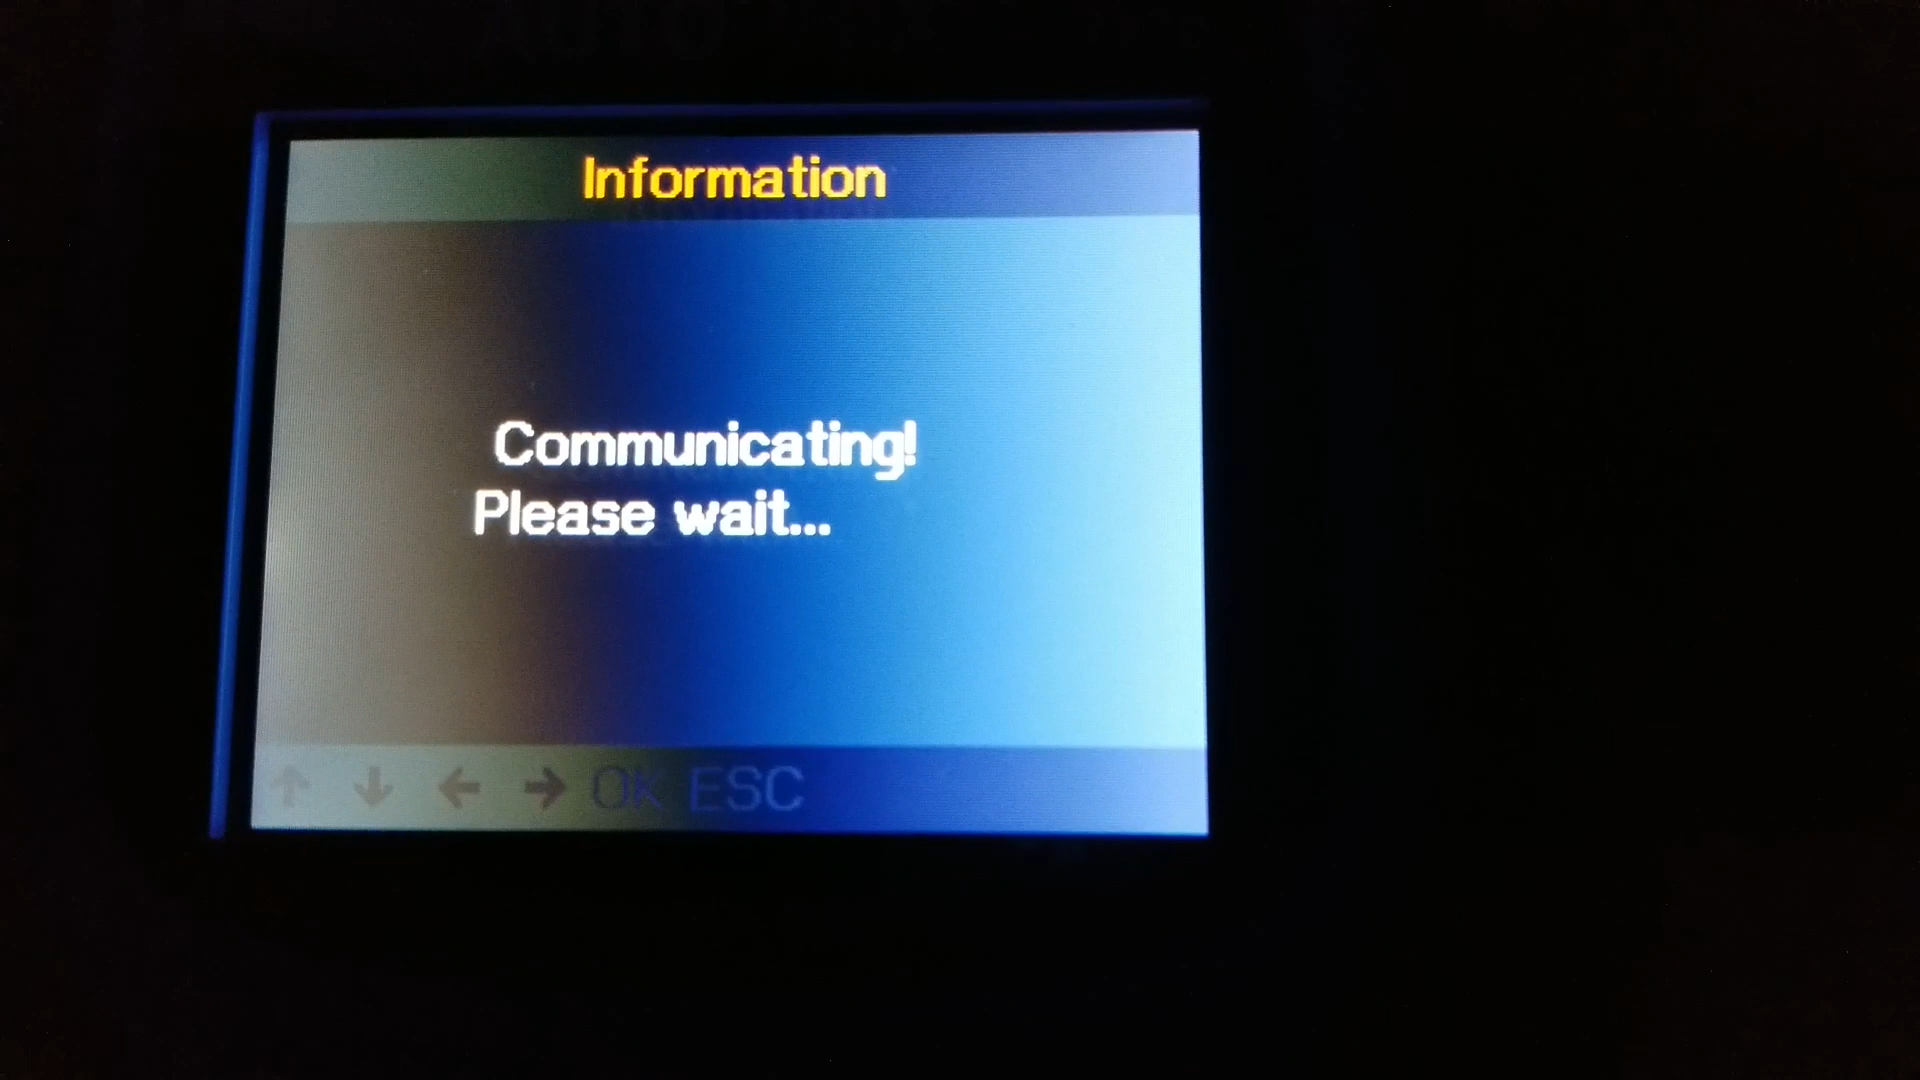 Information
Communicating!
Please wait...
↑ ↓ ← → OK ESC